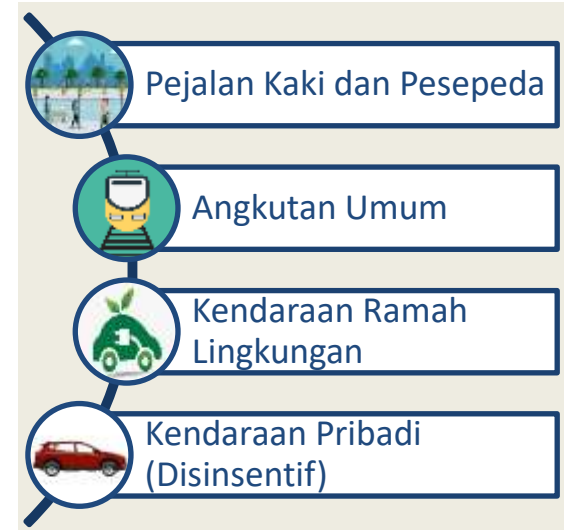 Pejalan Kaki dan Pesepeda
Angkutan Umum
Kendaraan Ramah
Lingkungan
Kendaraan Pribadi
(Disinsentif)